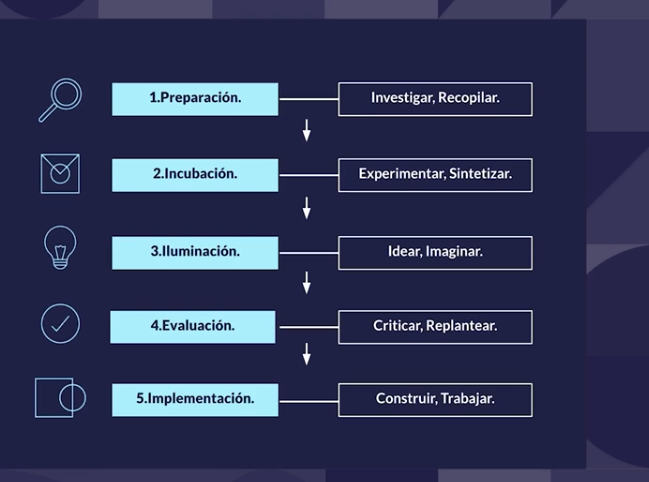 1.Preparación.
Investigar, Recopilar.
2.Incubación.
Experimentar, Sintetizar.
3.Iluminación.
Idear, Imaginar.
4.Evaluación.
Criticar, Replantear.
5.Implementación.
Construir, Trabajar.